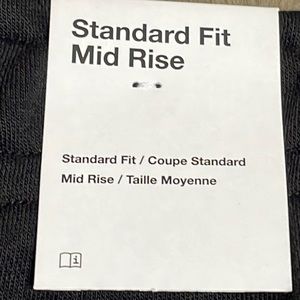 Standard Fit
Mid Rise
Standard Fit / Coupe Standard
Mid Rise / Taille Moyenne